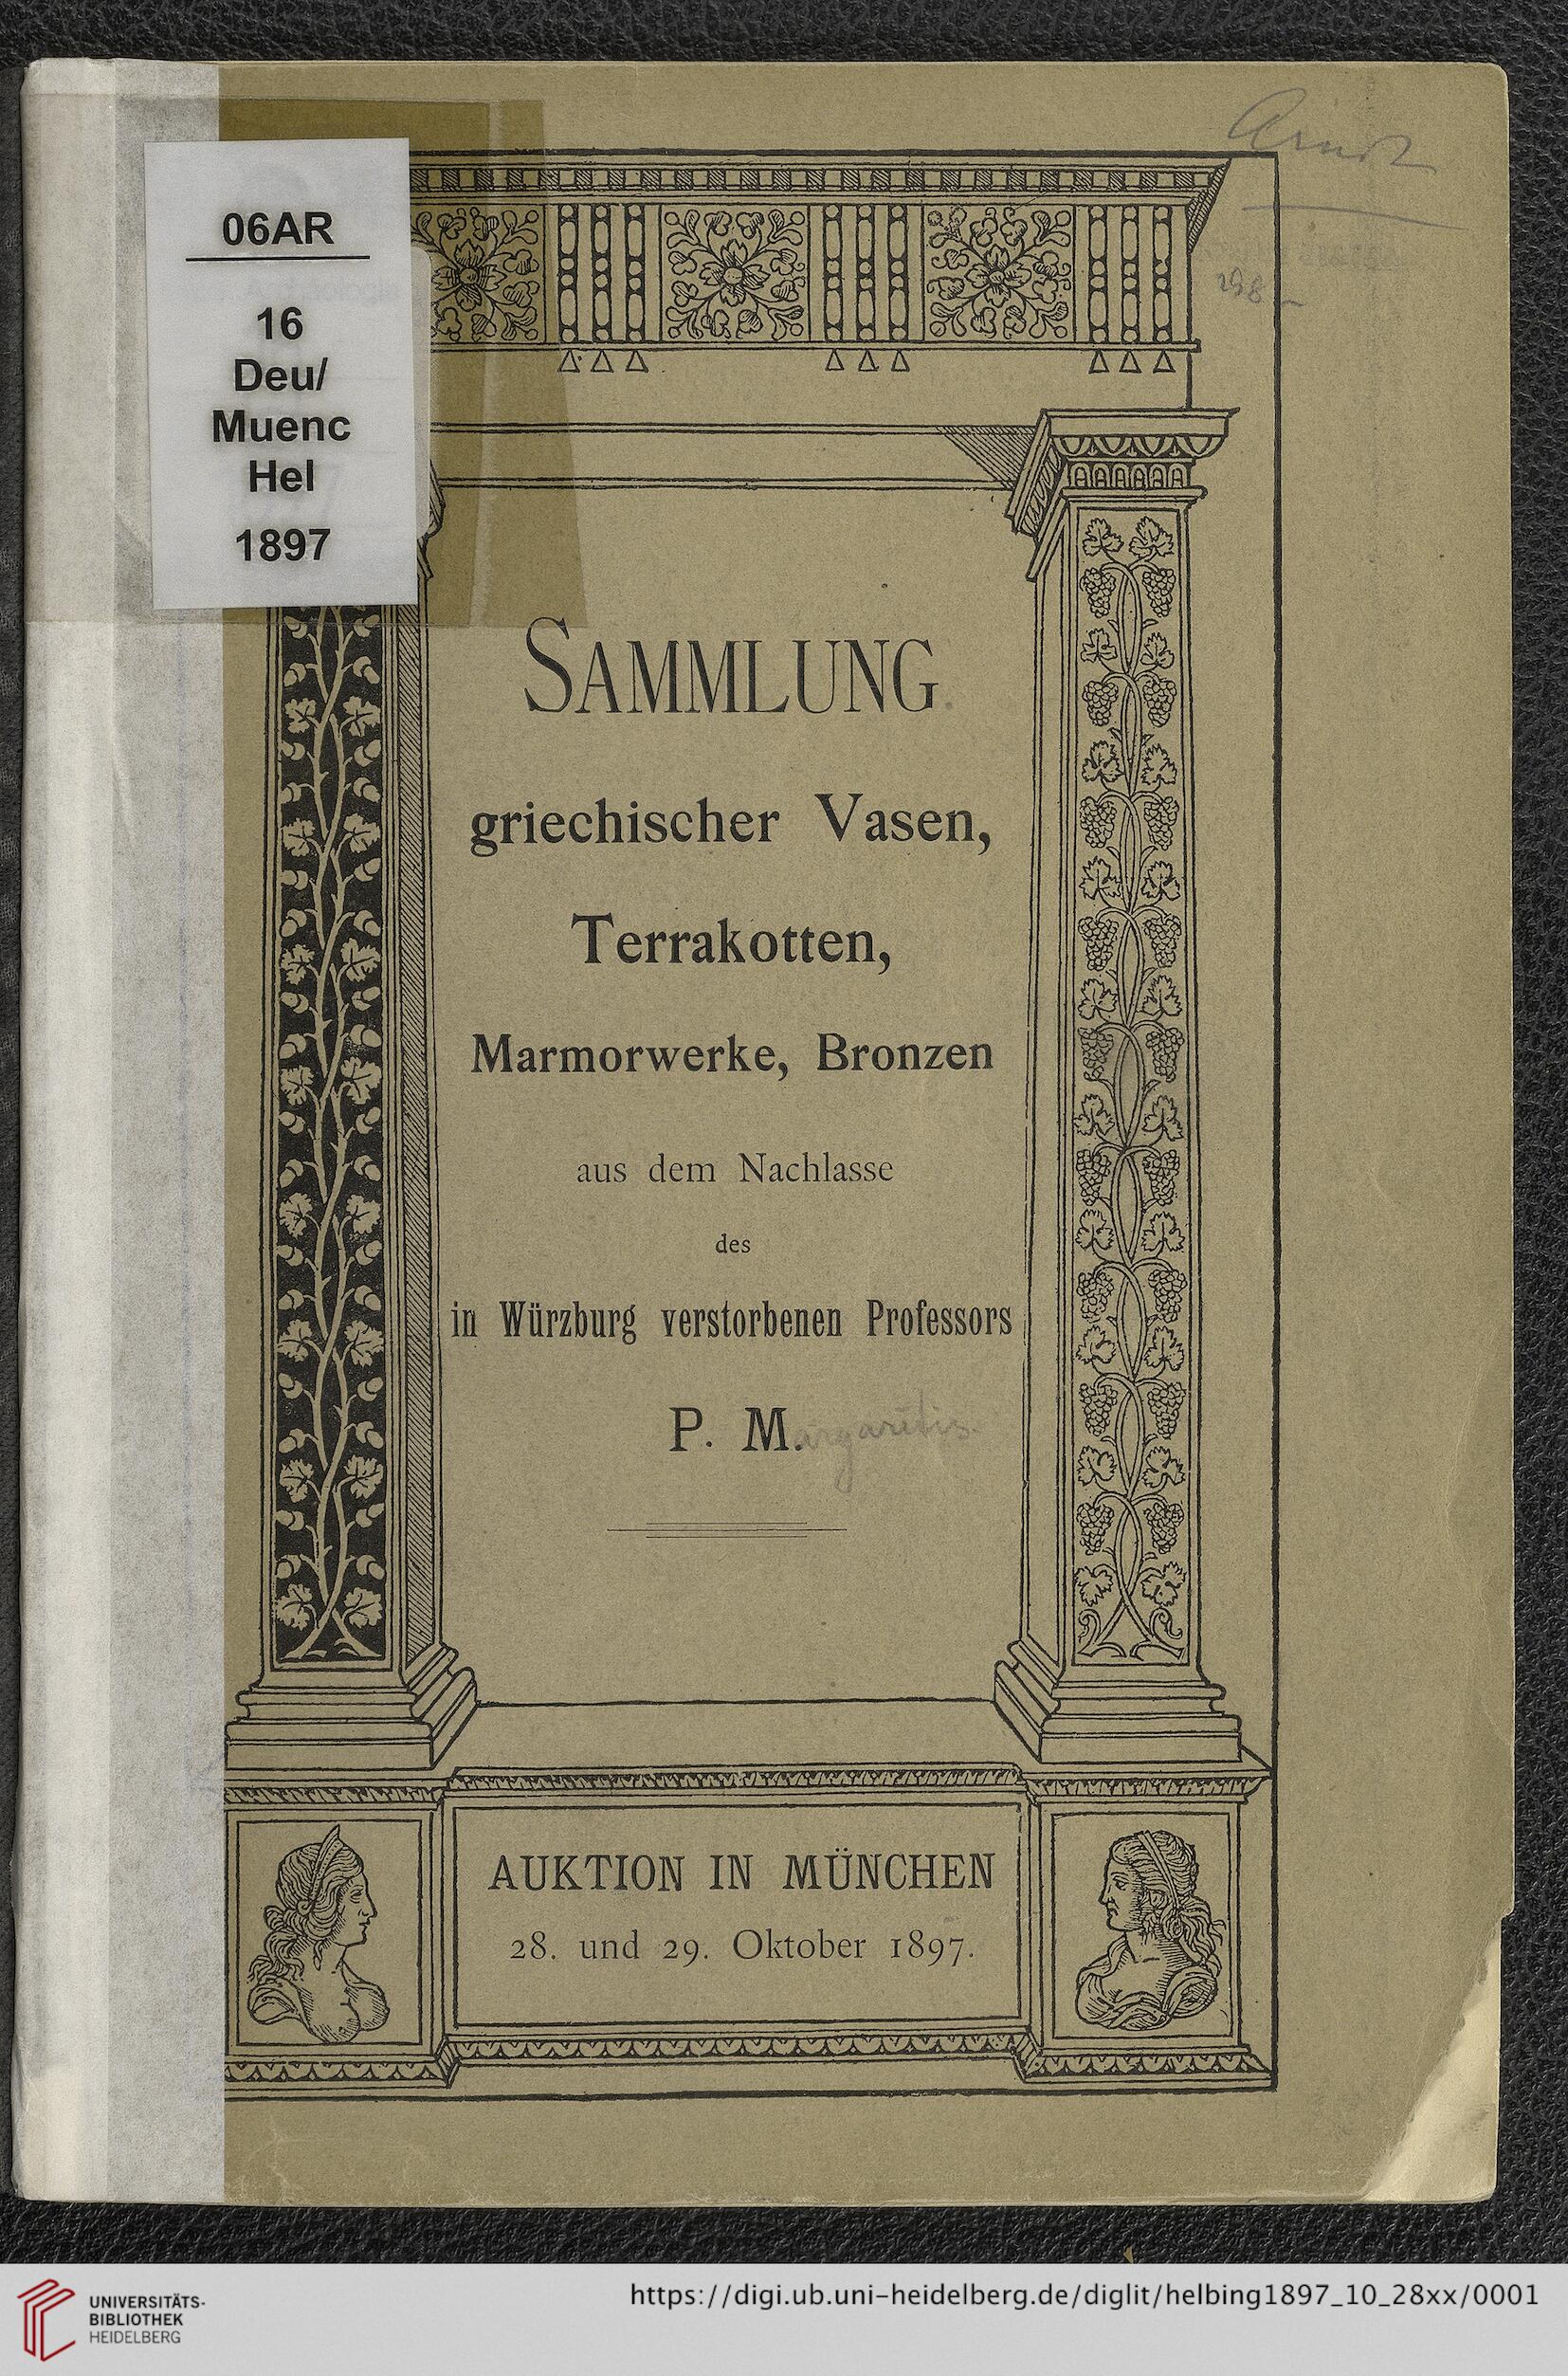 Arndt
06AR
16
Deu/
Muenc
Hel
1897
SAMMLUNG
griechischer Vasen,
Terrakotten,
Marmorwerke, Bronzen
aus dem Nachlasse
des
in Würzburg verstorbenen Professors
P. M.argaritis.
AUKTION IN MÜNCHEN
28. und 29. Oktober 1897.
UNIVERSITÄTS-
BIBLIOTHEK
HEIDELBERG
https://digi.ub.uni-heidelberg.de/diglit/helbing1897_10_28xx/0001